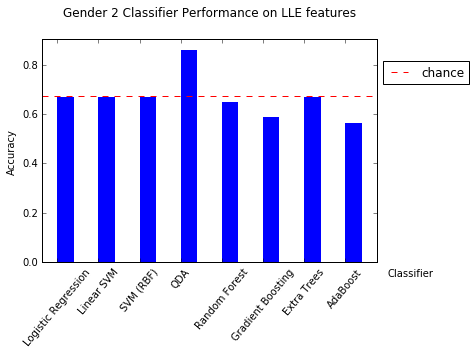 Gender 2 Classifier Performance on LLE features
chance
Accuracy
0.8
0.6
0.4
0.2
0.0
Logistic Regression
Linear SVM
SVM (RBF)
QDA
Random Forest
Gradient Boosting
Extra Trees
AdaBoost
Classifier